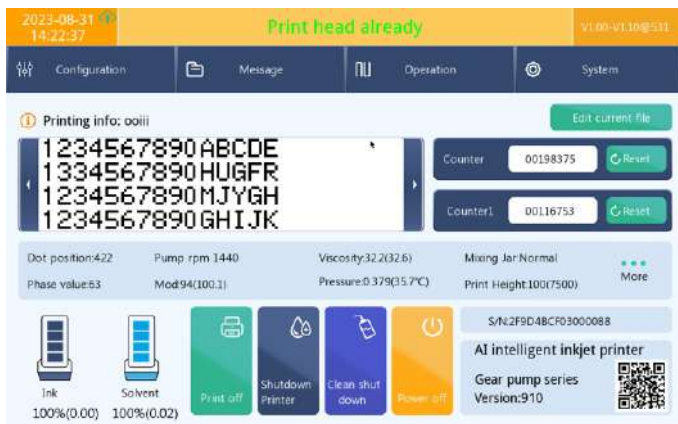 2023-08-31
14:22:37
Print head already
V1.00-V1.10@531
Configuration
Message
Operation
System
Printing info: ooiii
Edit current file
1234567890ABCDE
1334567890HUGFR
1234567890MJYGH
1234567890GHIJK
Counter 00198375 Reset
Counter1 00116753 Reset
Dot position:422 Pump rpm 1440 Viscosity:32.2(32.6) Mixing Jar:Normal
Phase value:63 Mod:94(100.1) Pressure:0.379(35.7℃) Print Height:100(7500)
More
Ink
100%(0.00)
Solvent
100%(0.02)
Print off
Shutdown
Printer
Clean shut
down
Power off
S/N:2F9D4BCF03000088
AI intelligent inkjet printer
Gear pump series
Version:910